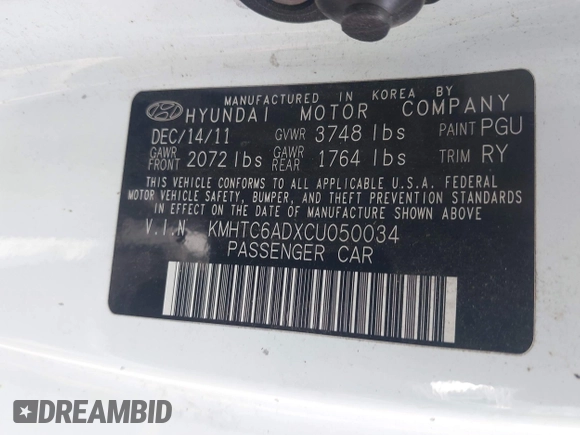 MANUFACTURED IN KOREA BY
HYUNDAI MOTOR COMPANY
DEC/14/11 GVWR 3748 lbs PAINT PGU
GAWR FRONT 2072 lbs GAWR REAR 1764 lbs TRIM RY
THIS VEHICLE CONFORMS TO ALL APPLICABLE U.S.A. FEDERAL
MOTOR VEHICLE SAFETY, BUMPER, AND THEFT PREVENTION STANDARDS
IN EFFECT ON THE DATE OF MANUFACTURE SHOWN ABOVE
V.I.N KMHTC6ADXCU050034
PASSENGER CAR
DREAMBID